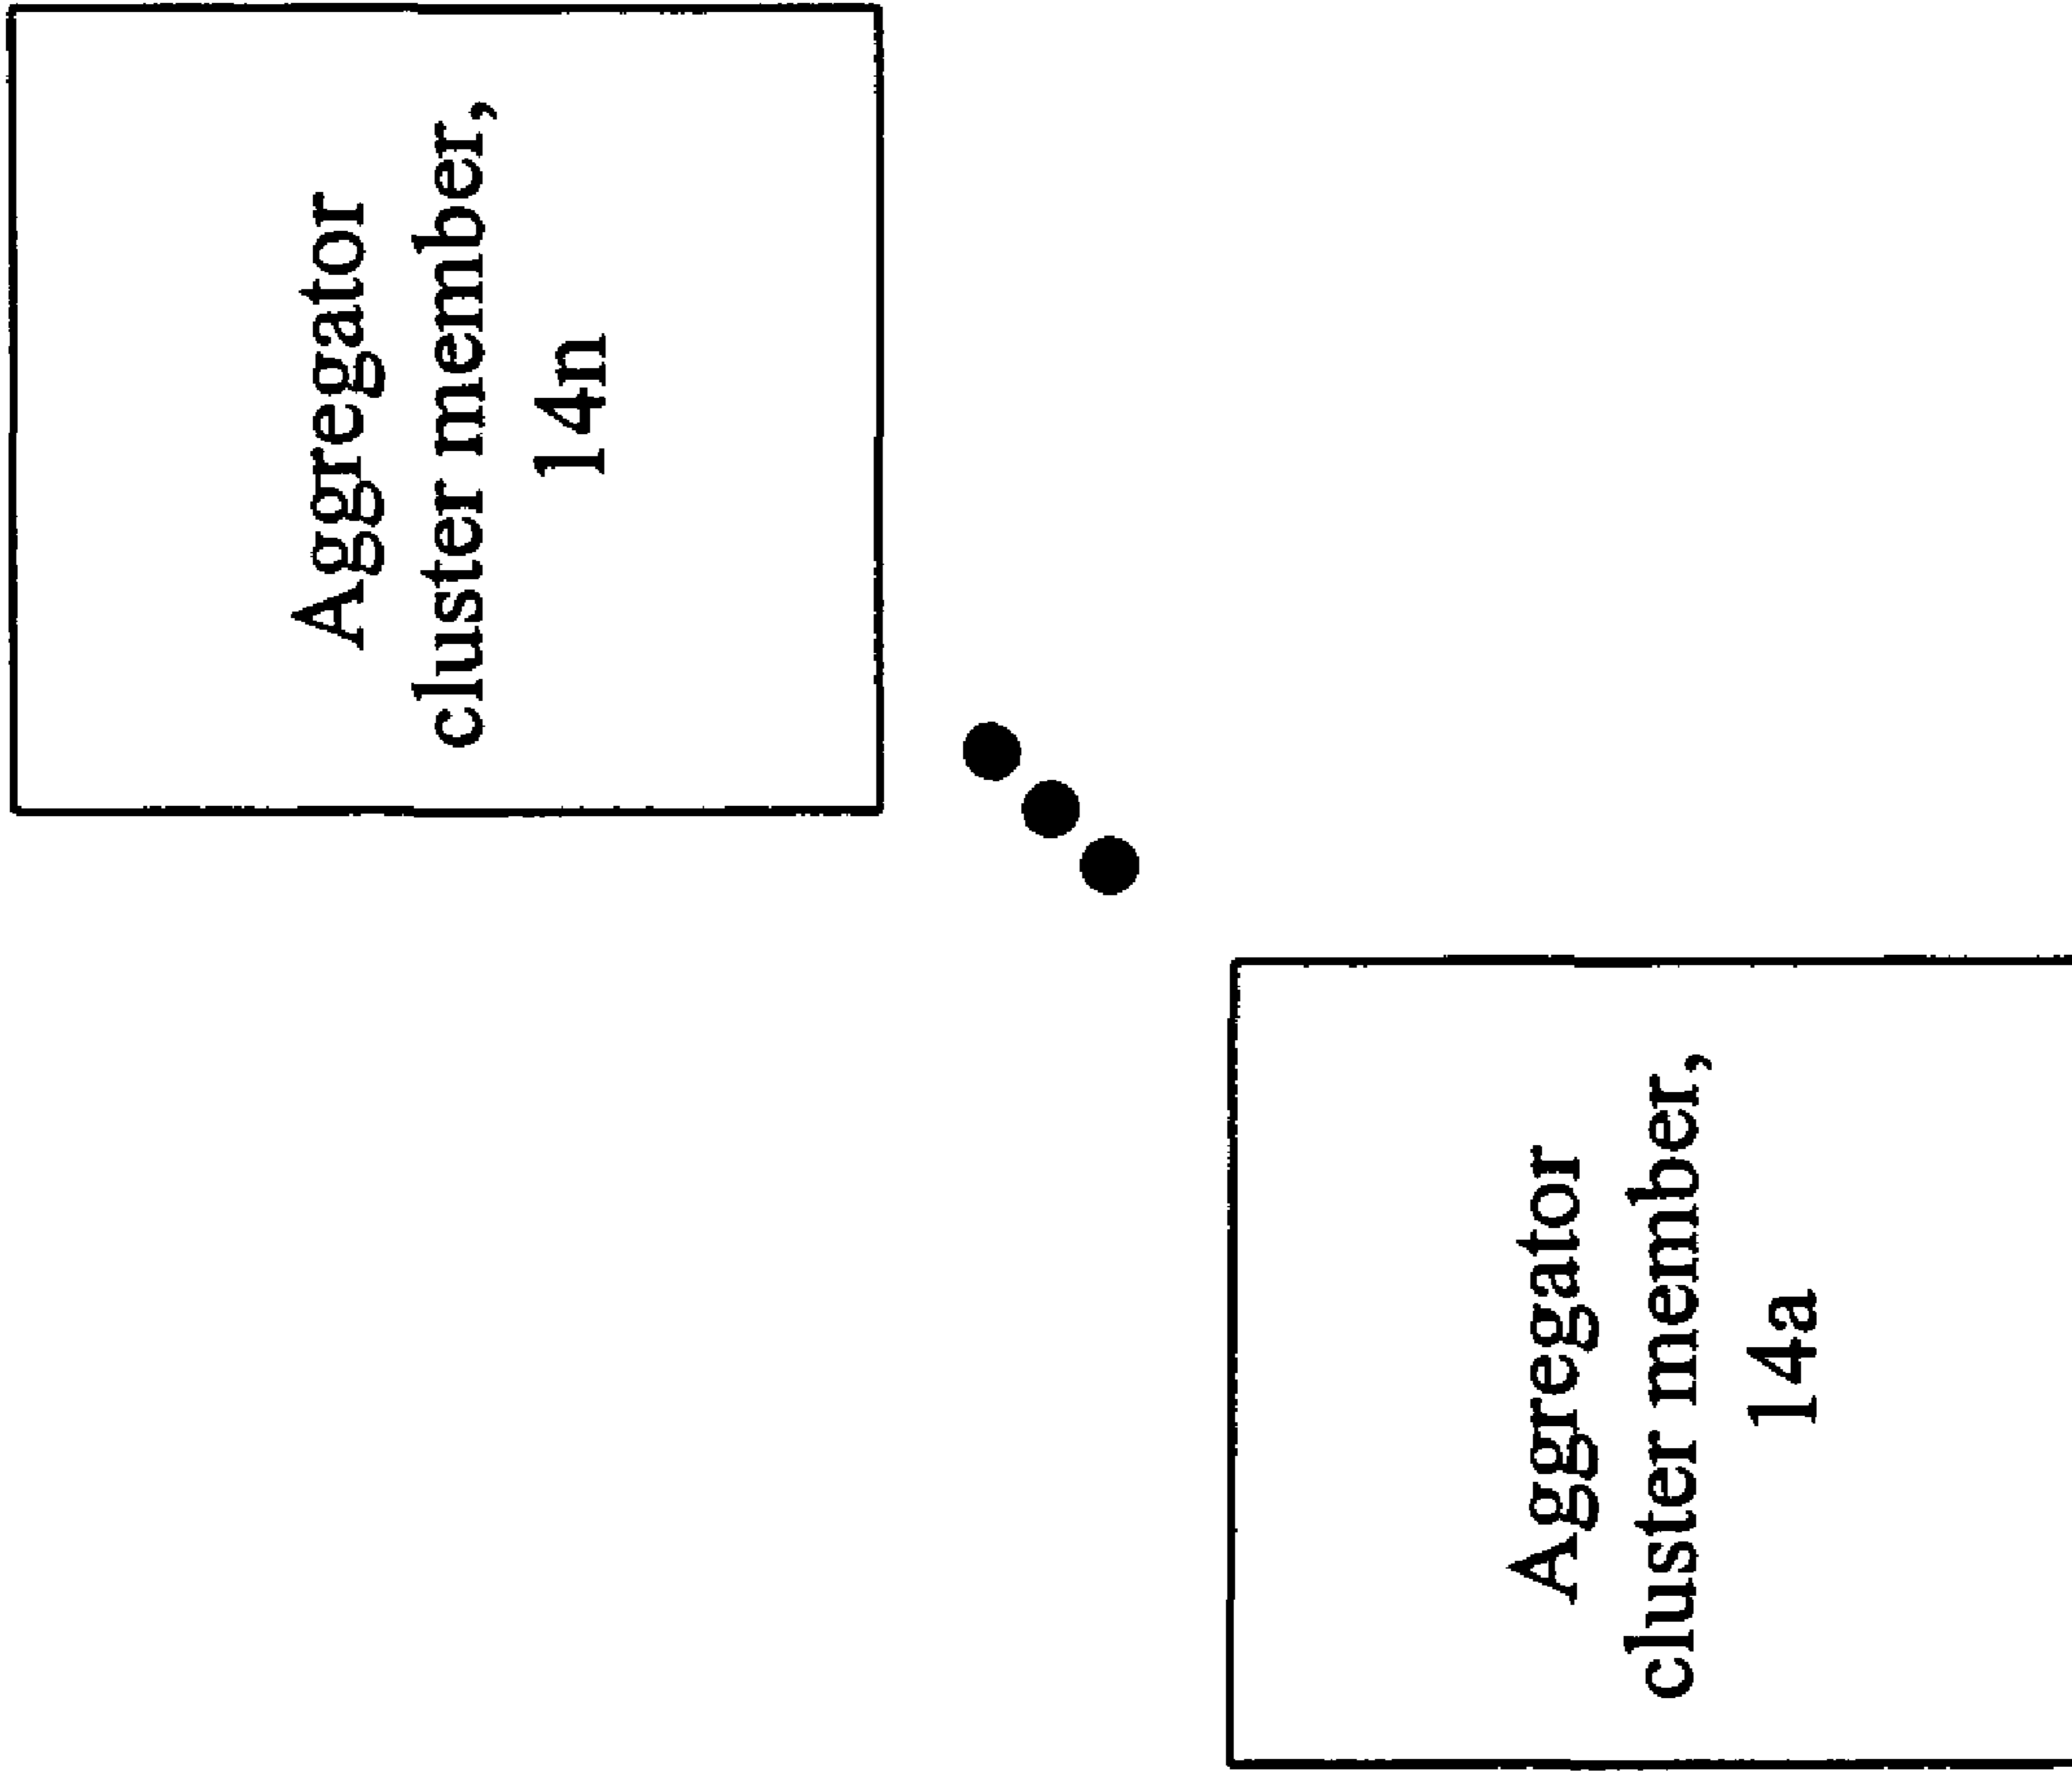 Aggregator
cluster member,
14n
Aggregator
cluster member,
14a